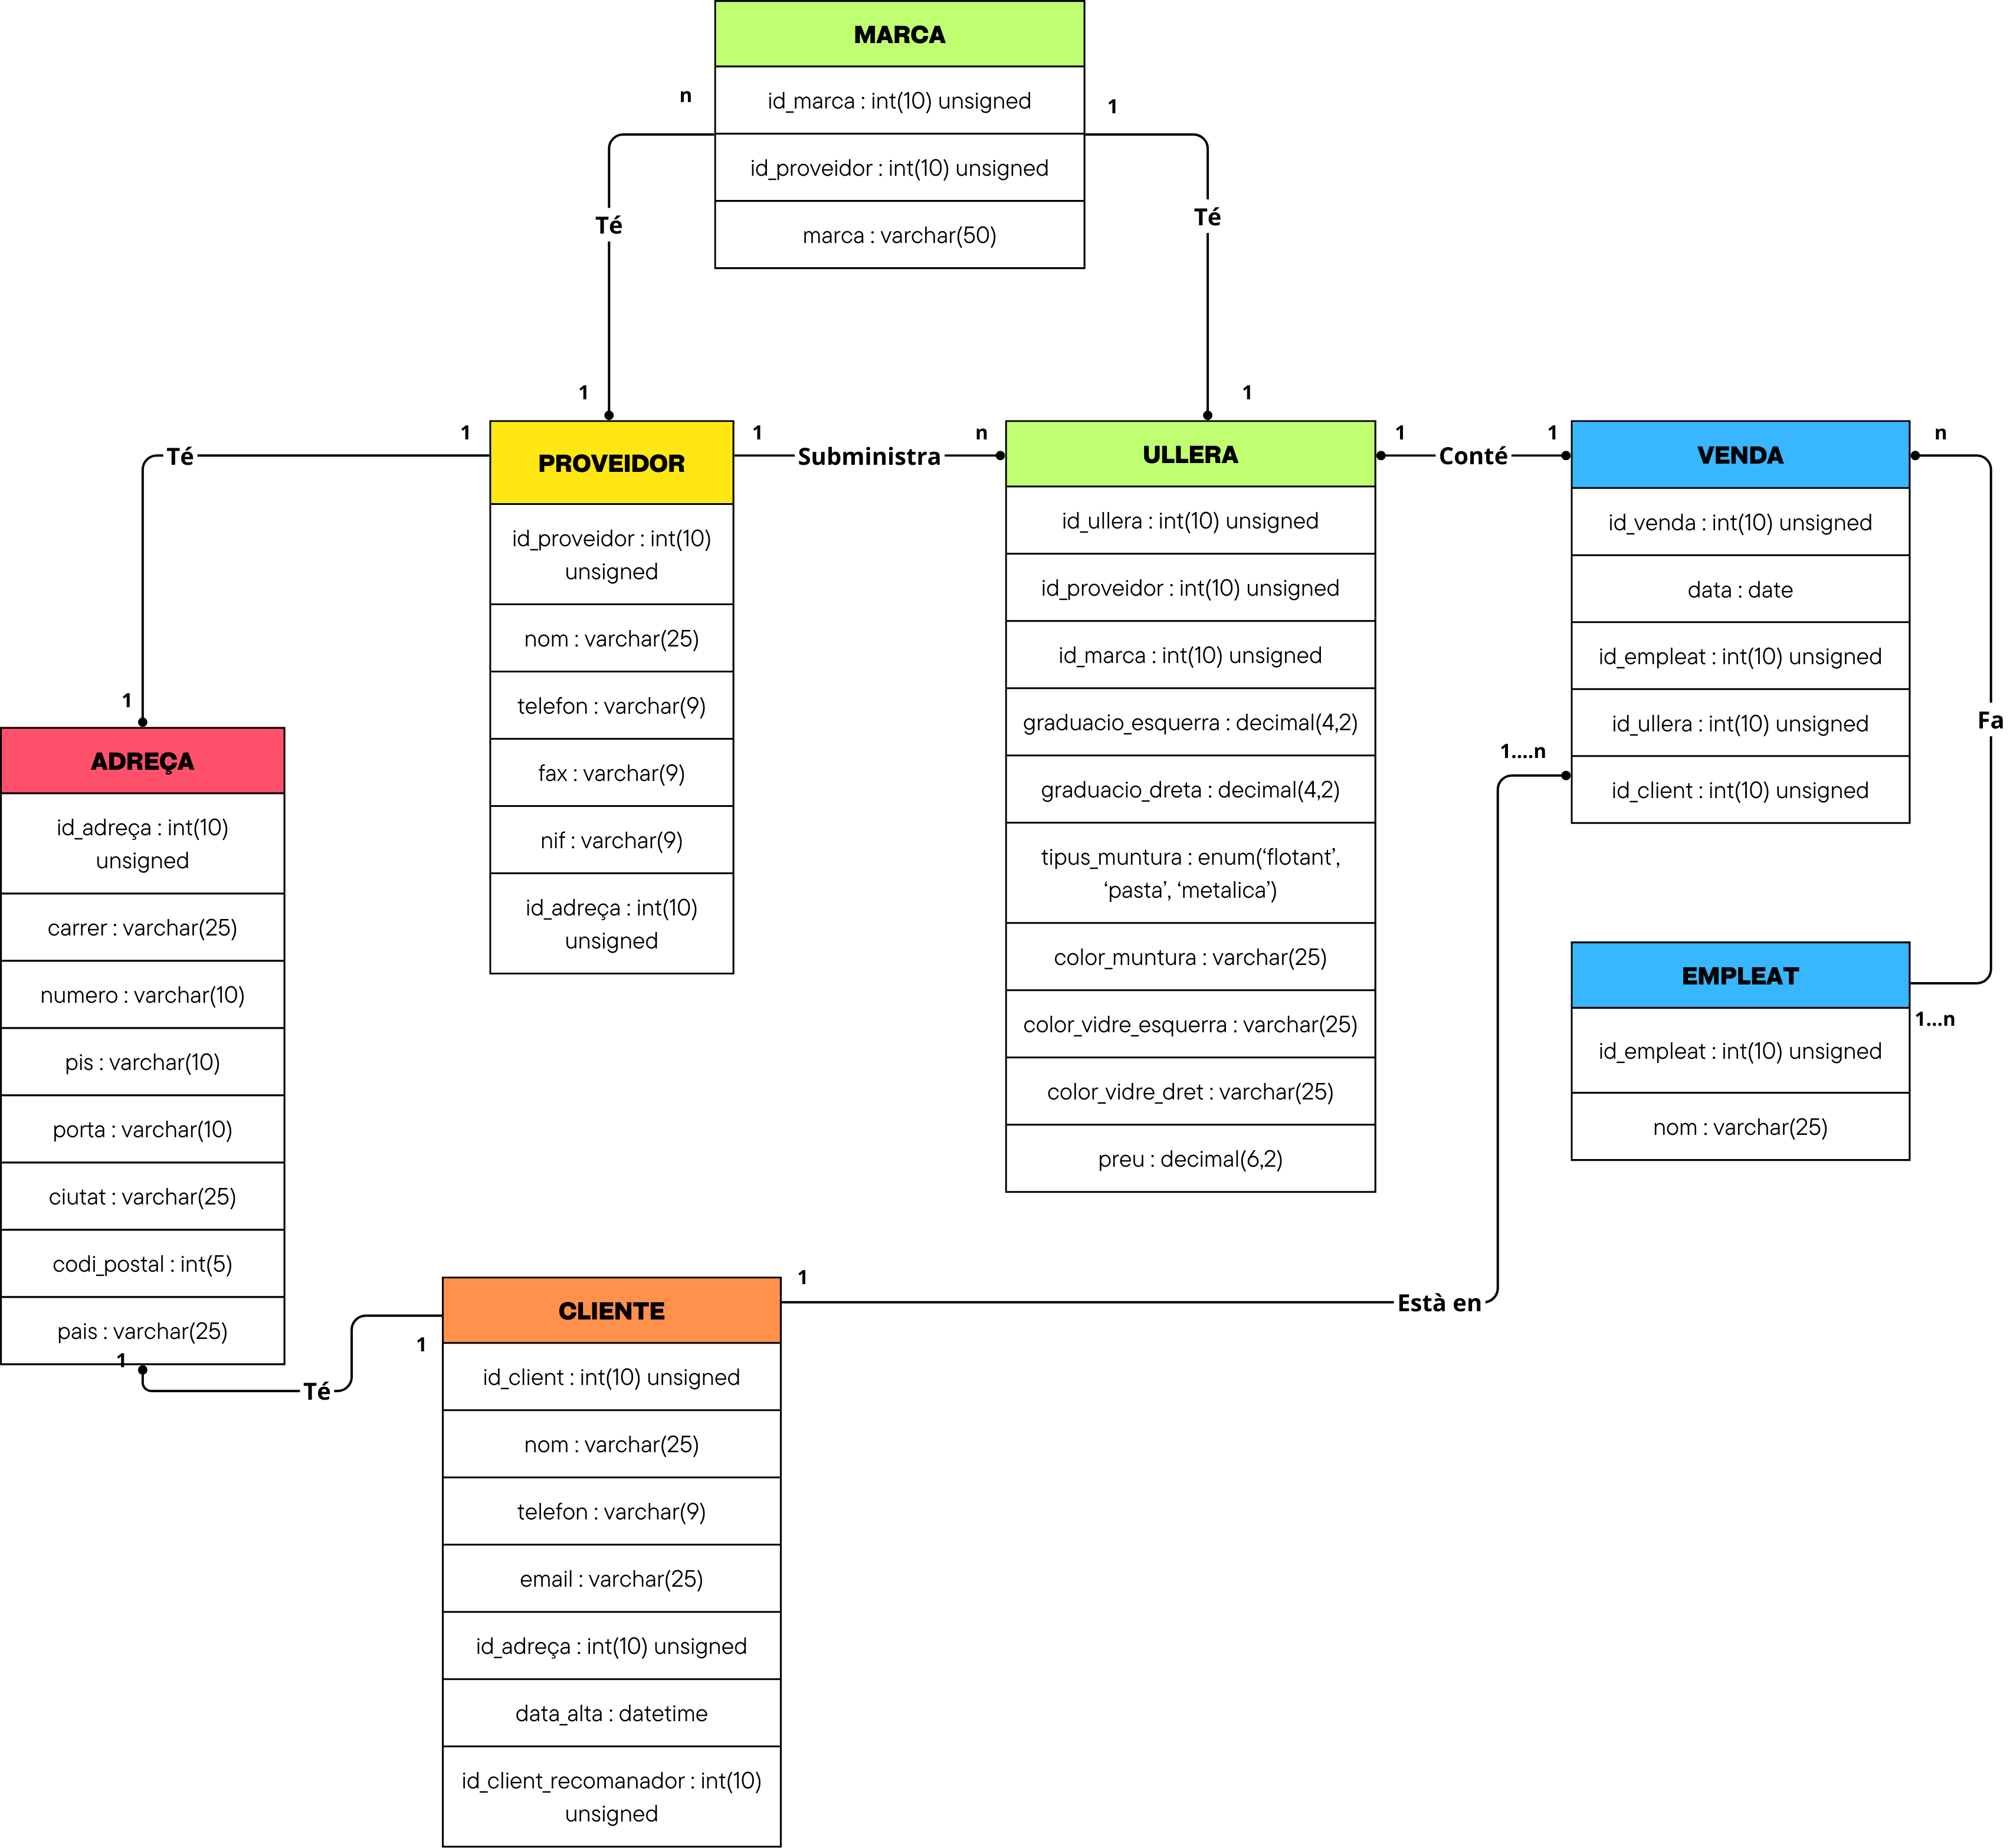 MARCA
id_marca : int(10) unsigned
id_proveidor : int(10) unsigned
marca : varchar(50)
n
1
Té
Té
1
1
1
Té
1
PROVEIDOR
id_proveidor : int(10)
unsigned
nom : varchar(25)
telefon : varchar(9)
fax : varchar(9)
nif : varchar(9)
id_adreça : int(10)
unsigned
1
Subministra
n
ULLERA
id_ullera : int(10) unsigned
id_proveidor : int(10) unsigned
id_marca : int(10) unsigned
graduacio_esquerra : decimal(4,2)
graduacio_dreta : decimal(4,2)
tipus_muntura : enum(‘flotant’,
‘pasta’, ‘metalica’)
color_muntura : varchar(25)
color_vidre_esquerra : varchar(25)
color_vidre_dret : varchar(25)
preu : decimal(6,2)
1
Conté
1
VENDA
id_venda : int(10) unsigned
data : date
id_empleat : int(10) unsigned
id_ullera : int(10) unsigned
id_client : int(10) unsigned
n
Fa
1...n
1....n
EMPLEAT
id_empleat : int(10) unsigned
nom : varchar(25)
ADREÇA
id_adreça : int(10)
unsigned
carrer : varchar(25)
numero : varchar(10)
pis : varchar(10)
porta : varchar(10)
ciutat : varchar(25)
codi_postal : int(5)
pais : varchar(25)
1
Té
1
CLIENTE
id_client : int(10) unsigned
nom : varchar(25)
telefon : varchar(9)
email : varchar(25)
id_adreça : int(10) unsigned
data_alta : datetime
id_client_recomanador : int(10)
unsigned
1
Està en